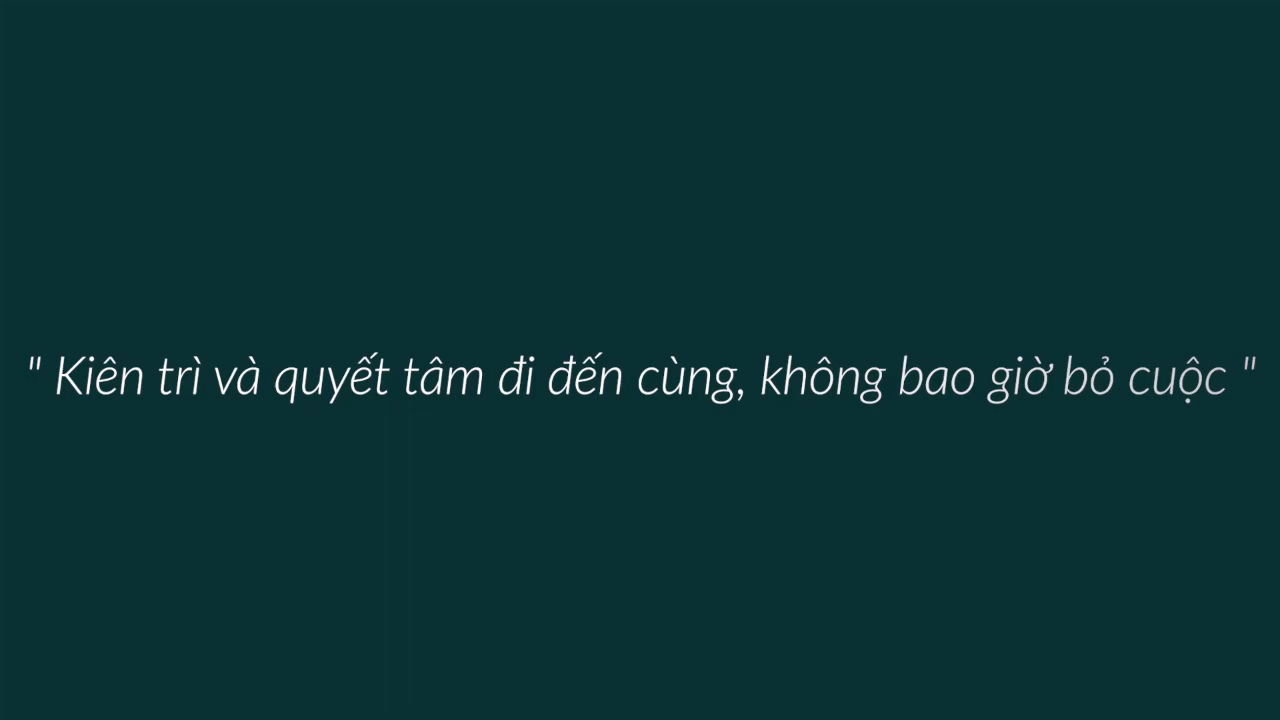 " Kiên trì và quyết tâm đi đến cùng, không bao giờ bỏ cuộc "